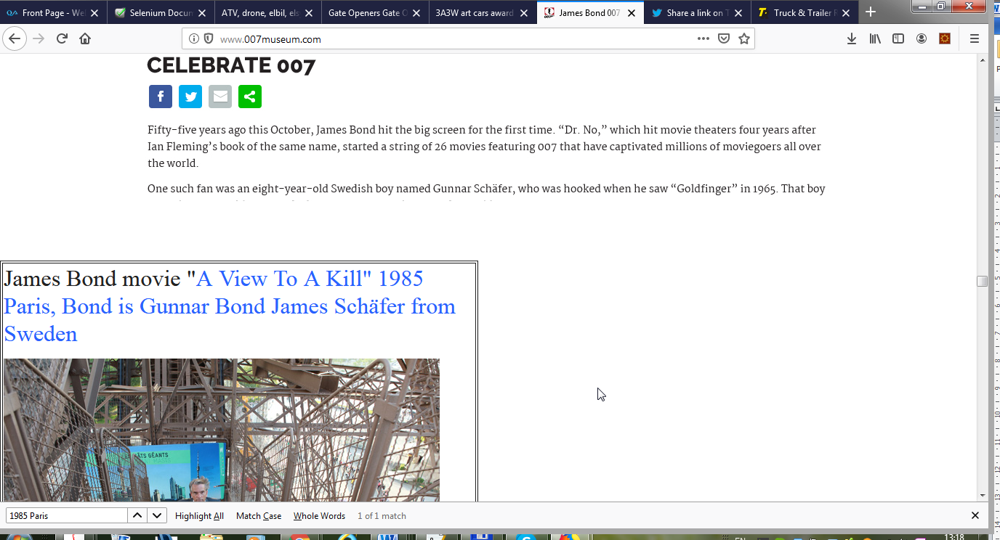 Front Page - Wel
Selenium Docum
ATV, drone, elbil, els
Gate Openers Gate O
3A3W art cars award
James Bond 007
Share a link on T
Truck & Trailer P
www.007museum.com
CELEBRATE 007
Fifty-five years ago this October, James Bond hit the big screen for the first time. “Dr. No,” which hit movie theaters four years after
Ian Fleming’s book of the same name, started a string of 26 movies featuring 007 that have captivated millions of moviegoers all over
the world.
One such fan was an eight-year-old Swedish boy named Gunnar Schäfer, who was hooked when he saw “Goldfinger” in 1965. That boy
James Bond movie "A View To A Kill" 1985
Paris, Bond is Gunnar Bond James Schäfer from
Sweden
ÂTS GÉANTS
1985 Paris
Highlight All
Match Case
Whole Words
1 of 1 match
EN
13:18